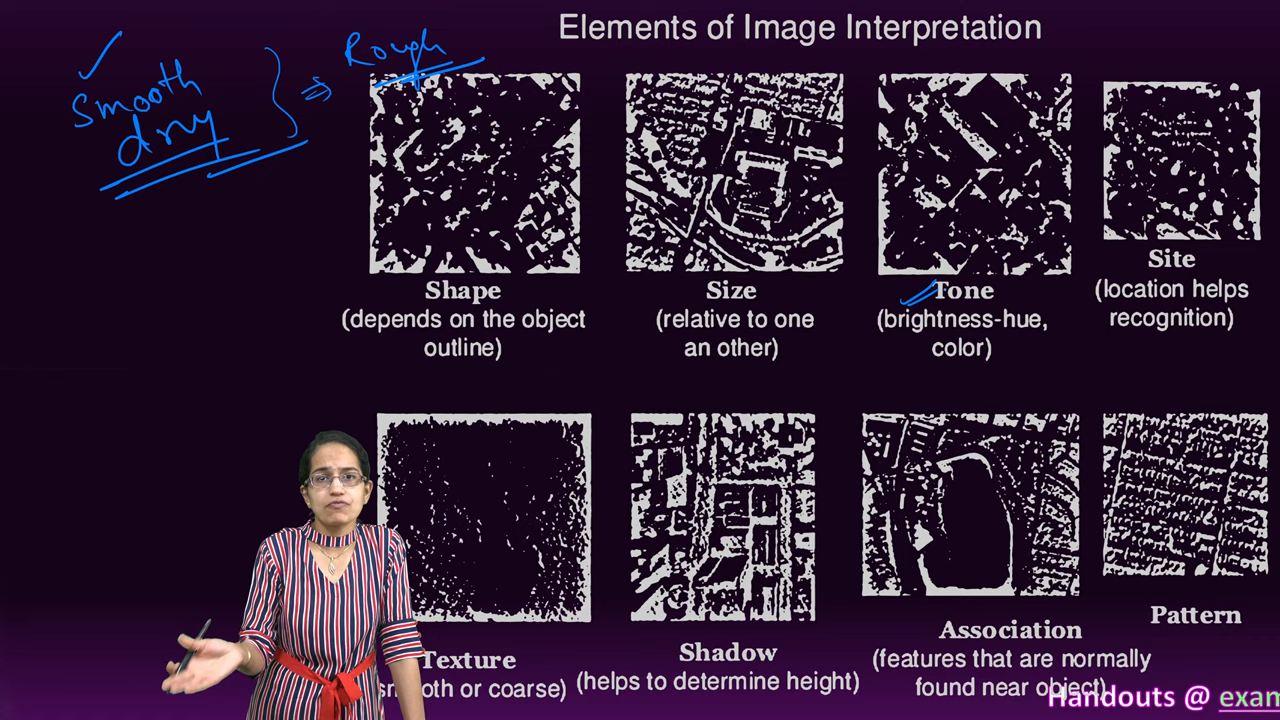 Elements of Image Interpretation
Smooth
dry
⇒ Rough
Shape
(depends on the object
outline)
Size
(relative to one
an other)
Tone
(brightness-hue,
color)
Site
(location helps
recognition)
Texture
smooth or coarse)
Shadow
(helps to determine height)
Association
(features that are normally
found near object)
Pattern
Handouts @ exam